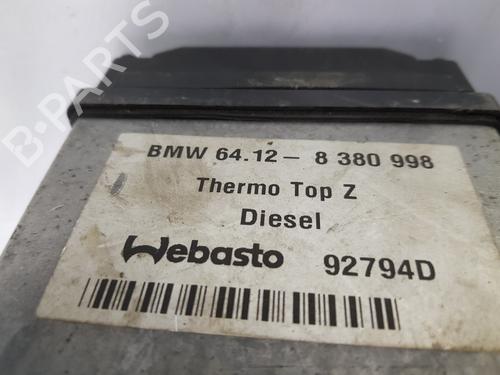 B-PARTS
BMW 64.12 - 8 380 998
Thermo Top Z
Diesel
Webasto 92794D